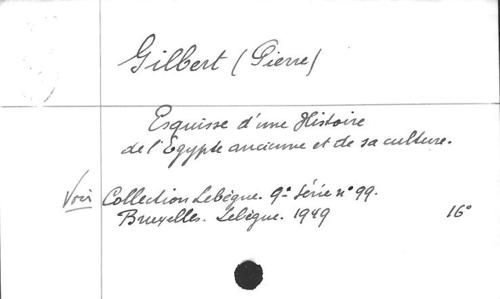 Gilbert (Pierre)
Esquisse d'une Histoire
de l'Egypte ancienne et de sa culture.
Voir Collection Lebègue. 9e Série n° 99.
Bruxelles. Lebègue. 1949 16°